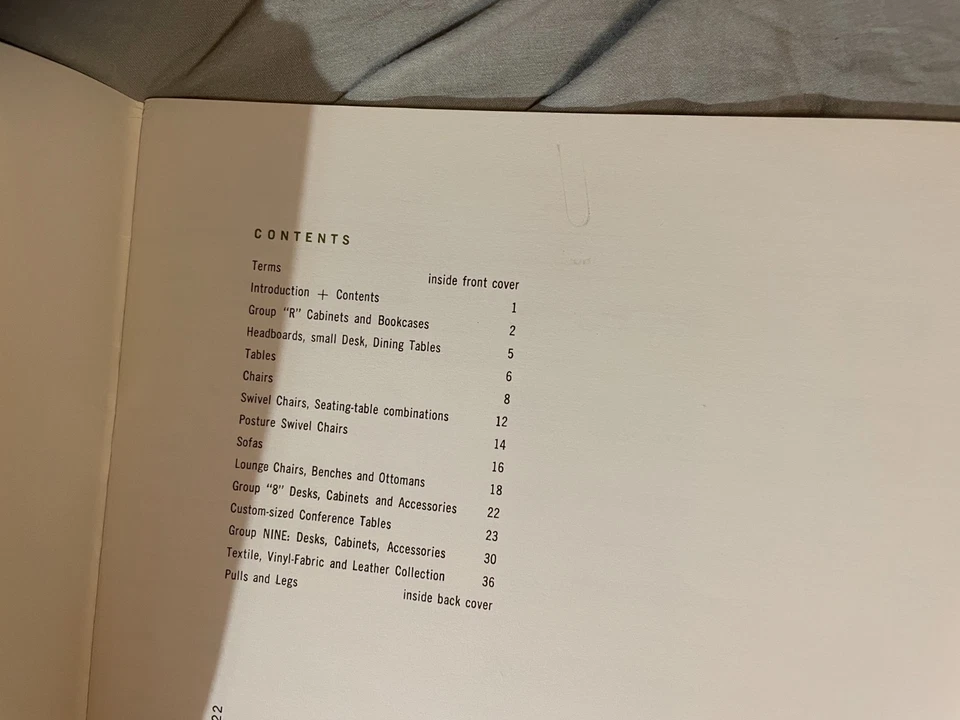 CONTENTS
Terms inside front cover
Introduction + Contents 1
Group "R" Cabinets and Bookcases 2
Headboards, small Desk, Dining Tables 5
Tables 6
Chairs 8
Swivel Chairs, Seating-table combinations 12
Posture Swivel Chairs 14
Sofas 16
Lounge Chairs, Benches and Ottomans 18
Group "8" Desks, Cabinets and Accessories 22
Custom-sized Conference Tables 23
Group NINE: Desks, Cabinets, Accessories 30
Textile, Vinyl-Fabric and Leather Collection 36
Pulls and Legs inside back cover
22